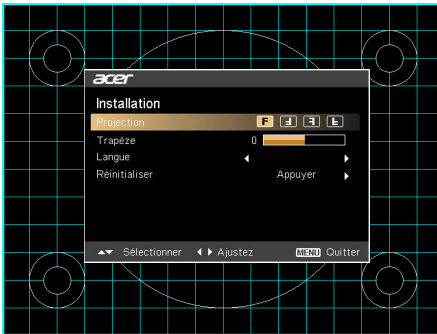 acer
Installation
Projection F
Trapèze 0
Langue
Réinitialiser Appuyer
Sélectionner Ajustez MENU Quitter